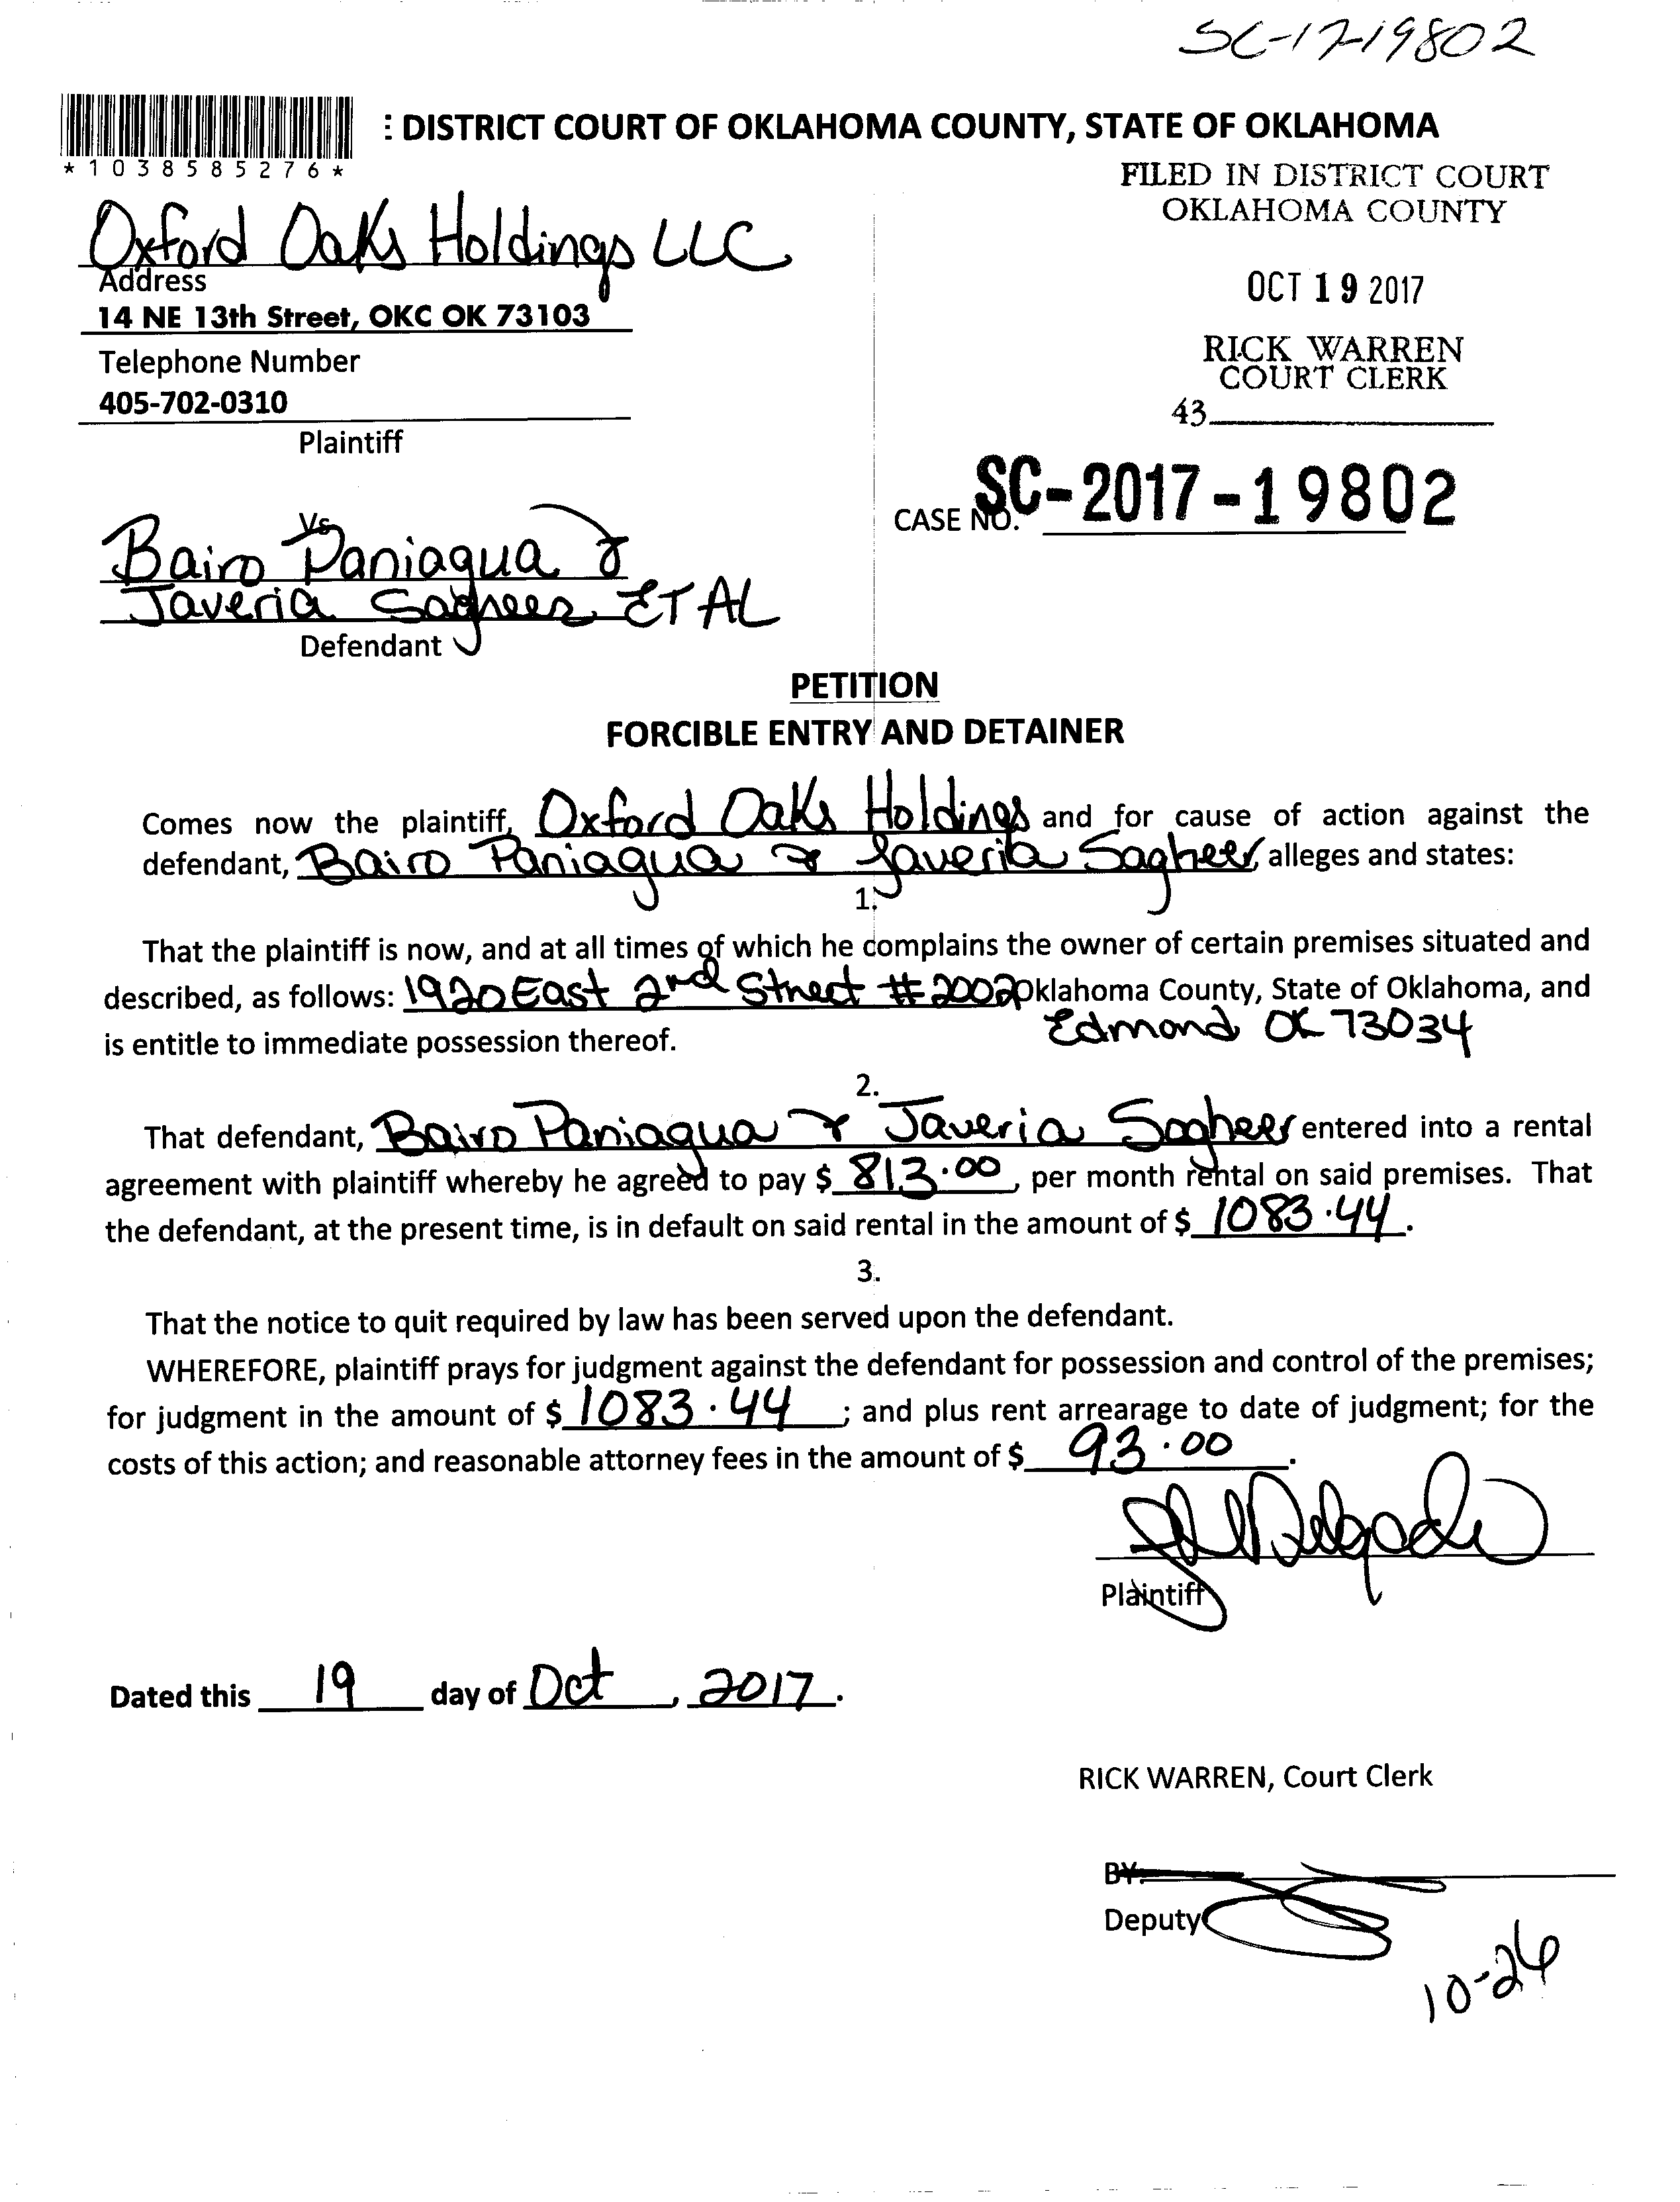 SC-17-19802
: DISTRICT COURT OF OKLAHOMA COUNTY, STATE OF OKLAHOMA
*1038585276*
FILED IN DISTRICT COURT
OKLAHOMA COUNTY
Oxford Oaks Holdings LLC
Address
14 NE 13th Street, OKC OK 73103
OCT 19 2017
Telephone Number
405-702-0310
RICK WARREN
COURT CLERK
43
Plaintiff
CASE NO. SC-2017-19802
Vs
Bairo Paniagua &
Javeria Sagheer ET AL
Defendant
PETITION
FORCIBLE ENTRY AND DETAINER
Comes now the plaintiff, Oxford Oaks Holdings and for cause of action against the
defendant, Bairo Paniagua & Javeria Sagheer, alleges and states:
1.
That the plaintiff is now, and at all times of which he complains the owner of certain premises situated and
described, as follows: 1920 East 2nd Street #2002 Oklahoma County, State of Oklahoma, and
Edmond OK 73034
is entitle to immediate possession thereof.
2.
That defendant, Bairo Paniagua & Javeria Sagheer entered into a rental
agreement with plaintiff whereby he agreed to pay $ 813.00, per month rental on said premises. That
the defendant, at the present time, is in default on said rental in the amount of $ 1083.44.
3.
That the notice to quit required by law has been served upon the defendant.
WHEREFORE, plaintiff prays for judgment against the defendant for possession and control of the premises;
for judgment in the amount of $ 1083.44; and plus rent arrearage to date of judgment; for the
costs of this action; and reasonable attorney fees in the amount of $ 93.00.
Delgado
Plaintiff
Dated this 19 day of Oct, 2017.
RICK WARREN, Court Clerk
BY:
Deputy
10-26